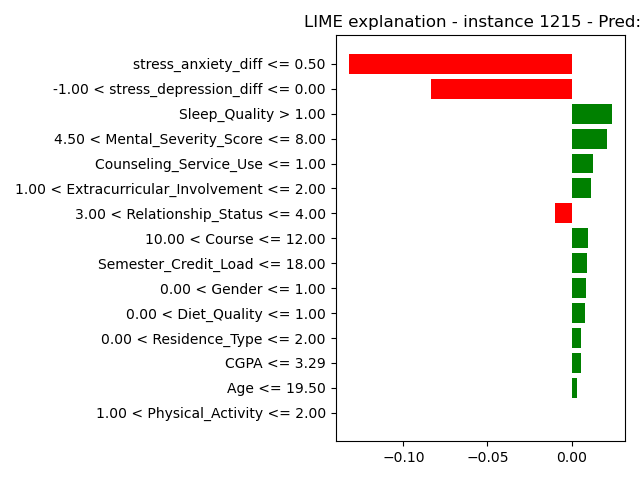 LIME explanation - instance 1215 - Pred:
stress_anxiety_diff <= 0.50
-1.00 < stress_depression_diff <= 0.00
Sleep_Quality > 1.00
4.50 < Mental_Severity_Score <= 8.00
Counseling_Service_Use <= 1.00
1.00 < Extracurricular_Involvement <= 2.00
3.00 < Relationship_Status <= 4.00
10.00 < Course <= 12.00
Semester_Credit_Load <= 18.00
0.00 < Gender <= 1.00
0.00 < Diet_Quality <= 1.00
0.00 < Residence_Type <= 2.00
CGPA <= 3.29
Age <= 19.50
1.00 < Physical_Activity <= 2.00
−0.10 −0.05 0.00